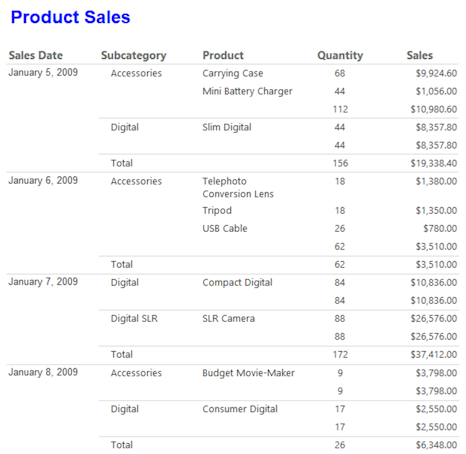 Product Sales
Sales Date Subcategory Product Quantity Sales
January 5, 2009 Accessories Carrying Case 68 $9,924.60
Mini Battery Charger 44 $1,056.00
112 $10,980.60
Digital Slim Digital 44 $8,357.80
44 $8,357.80
Total 156 $19,338.40
January 6, 2009 Accessories Telephoto 18 $1,380.00
Conversion Lens
Tripod 18 $1,350.00
USB Cable 26 $780.00
62 $3,510.00
Total 62 $3,510.00
January 7, 2009 Digital Compact Digital 84 $10,836.00
84 $10,836.00
Digital SLR SLR Camera 88 $26,576.00
88 $26,576.00
Total 172 $37,412.00
January 8, 2009 Accessories Budget Movie-Maker 9 $3,798.00
9 $3,798.00
Digital Consumer Digital 17 $2,550.00
17 $2,550.00
Total 26 $6,348.00